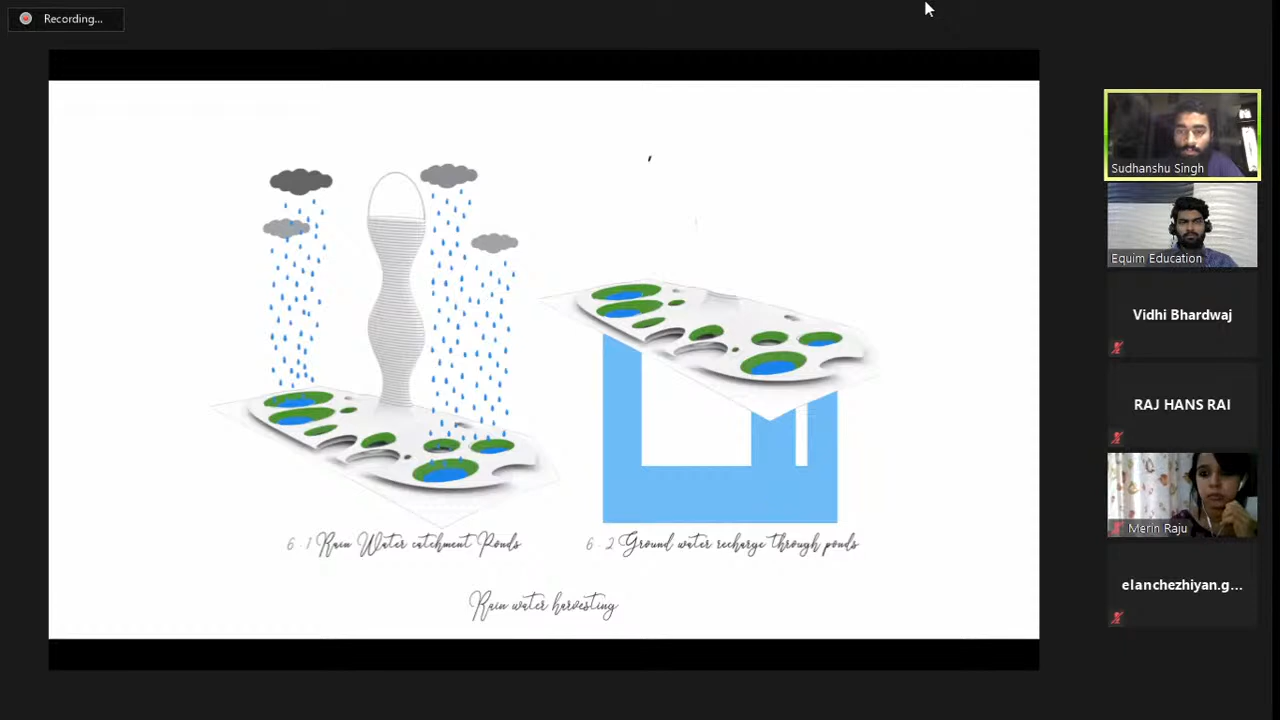 Recording...
6.1 Rain Water catchment Ponds
6.2 Ground water recharge through ponds
Rain water harvesting
Sudhanshu Singh
Equim Education
Vidhi Bhardwaj
RAJ HANS RAI
Merin Raju
elanchezhiyan.g...